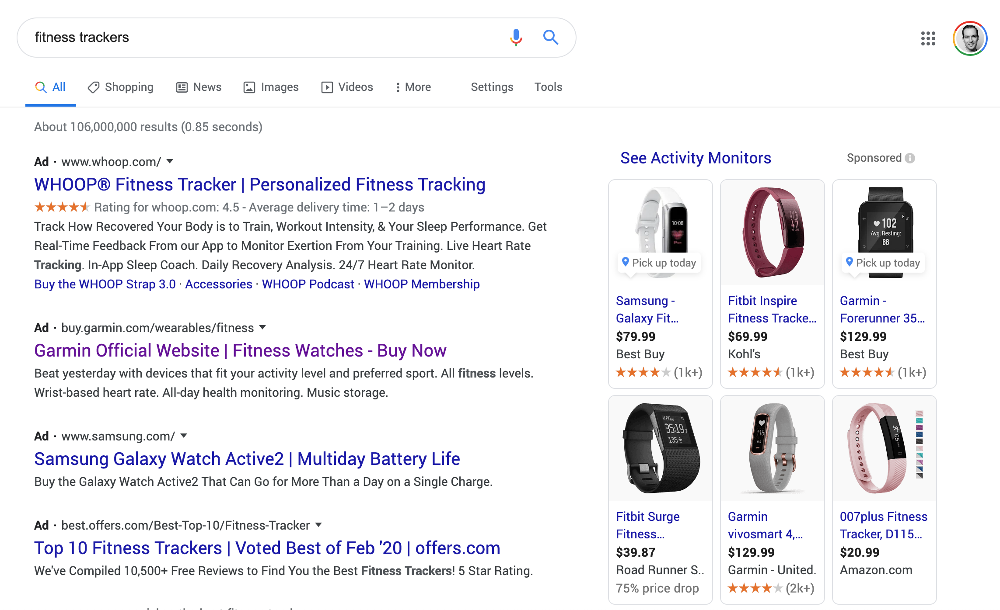 fitness trackers
All
Shopping
News
Images
Videos
More
Settings
Tools
About 106,000,000 results (0.85 seconds)
Ad · www.whoop.com/
WHOOP® Fitness Tracker | Personalized Fitness Tracking
Rating for whoop.com: 4.5 - Average delivery time: 1–2 days
Track How Recovered Your Body is to Train, Workout Intensity, & Your Sleep Performance. Get
Real-Time Feedback From our App to Monitor Exertion From Your Training. Live Heart Rate
Tracking. In-App Sleep Coach. Daily Recovery Analysis. 24/7 Heart Rate Monitor.
Buy the WHOOP Strap 3.0 · Accessories · WHOOP Podcast · WHOOP Membership
Ad · buy.garmin.com/wearables/fitness
Garmin Official Website | Fitness Watches - Buy Now
Beat yesterday with devices that fit your activity level and preferred sport. All fitness levels.
Wrist-based heart rate. All-day health monitoring. Music storage.
Ad · www.samsung.com/
Samsung Galaxy Watch Active2 | Multiday Battery Life
Buy the Galaxy Watch Active2 That Can Go for More Than a Day on a Single Charge.
Ad · best.offers.com/Best-Top-10/Fitness-Tracker
Top 10 Fitness Trackers | Voted Best of Feb '20 | offers.com
We've Compiled 10,500+ Free Reviews to Find You the Best Fitness Trackers! 5 Star Rating.
See Activity Monitors
Sponsored
10:08
Pick up today
Samsung -
Galaxy Fit...
$79.99
Best Buy
(1k+)
10
47
Fitbit Inspire
Fitness Tracke...
$69.99
Kohl's
(1k+)
102
Avg. Resting:
66
Pick up today
Garmin -
Forerunner 35...
$129.99
Best Buy
(1k+)
4.06
35:19
135
Fitbit Surge
Fitness...
$39.87
Road Runner S..
75% price drop
118
64
Garmin
vivosmart 4,...
$129.99
Garmin - United.
(2k+)
55
007plus Fitness
Tracker, D115...
$20.99
Amazon.com